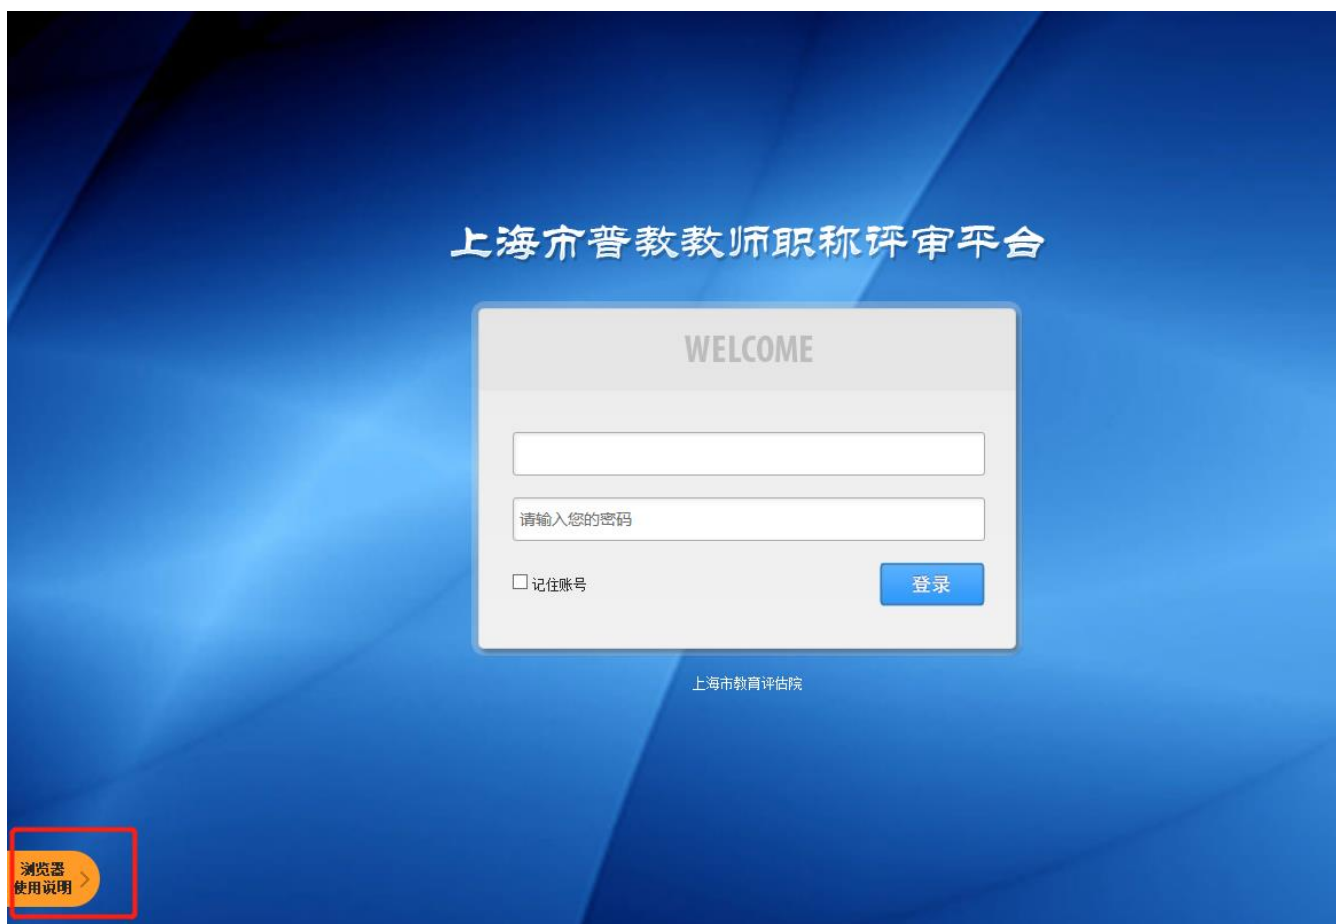 上海市普教教师职称评审平台
WELCOME
请输入您的密码
记住账号
登录
上海市教育评估院
浏览器
使用说明